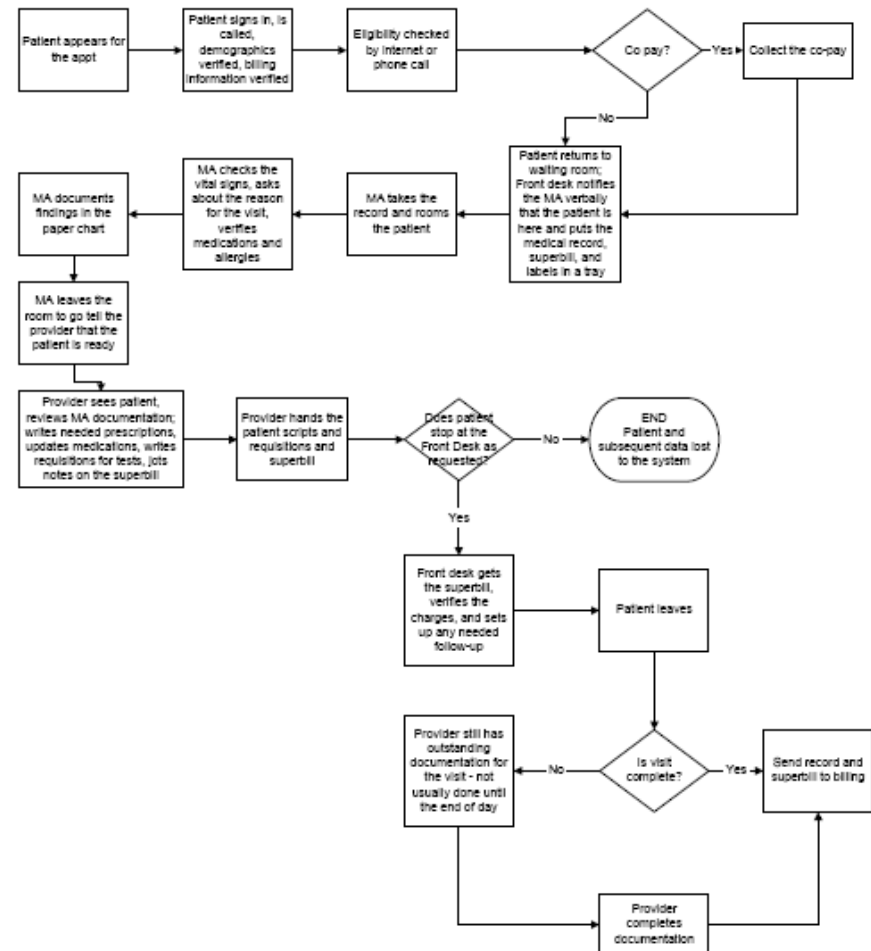 Patient appears for
the appt
Patient signs in, is
called,
demographics
verified, billing
information verified
Eligibility checked
by Internet or
phone call
Co pay?
Yes
Collect the co-pay
No
Patient returns to
waiting room;
Front desk notifies
the MA verbally
that the patient is
here and puts the
medical record,
superbill, and
labels in a tray
MA takes the
record and rooms
the patient
MA checks the
vital signs, asks
about the reason
for the visit,
verifies
medications and
allergies
MA documents
findings in the
paper chart
MA leaves the
room to go tell the
provider that the
patient is ready
Provider sees patient,
reviews MA documentation;
writes needed prescriptions,
updates medications, writes
requisitions for tests, jots
notes on the superbill
Provider hands the
patient scripts and
requisitions and
superbill
Does patient
stop at the
Front Desk as
requested?
No
END
Patient and
subsequent data lost
to the system
Yes
Front desk gets
the superbill,
verifies the
charges, and sets
up any needed
follow-up
Patient leaves
Is visit
complete?
No
Provider still has
outstanding
documentation for
the visit - not
usually done until
the end of day
Yes
Send record and
superbill to billing
Provider
completes
documentation